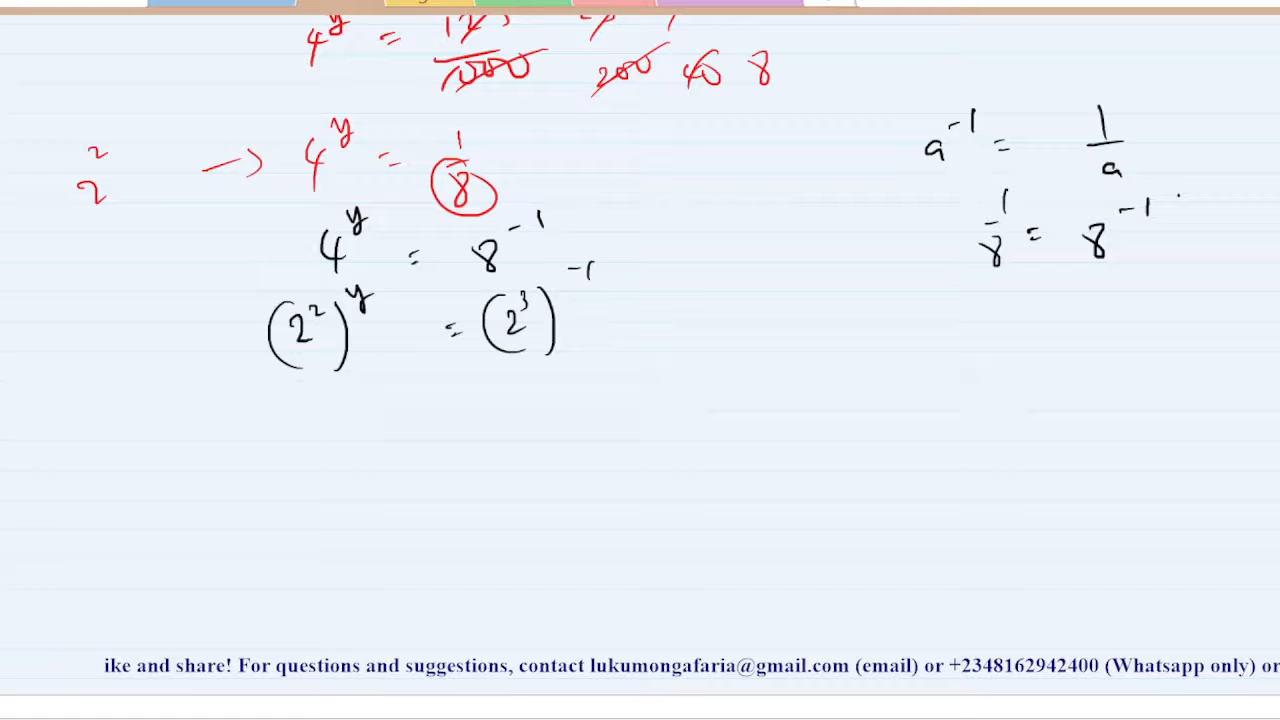 4^y = 125/1000 200 40 8
2^2 → 4^y = 1/8
a^-1 = 1/a
4^y = 8^-1
1/8 = 8^-1
(2^2)^y = (2^3)^-1
ike and share! For questions and suggestions, contact lukumongafaria@gmail.com (email) or +2348162942400 (Whatsapp only) or